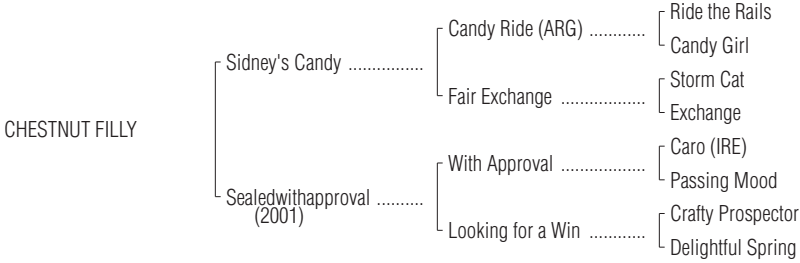 Ride the Rails
Candy Ride (ARG) ............
Candy Girl
Sidney's Candy ................
Storm Cat
Fair Exchange ..................
Exchange
CHESTNUT FILLY
Caro (IRE)
With Approval ..................
Passing Mood
Sealedwithapproval ..........
(2001)
Crafty Prospector
Looking for a Win ............
Delightful Spring